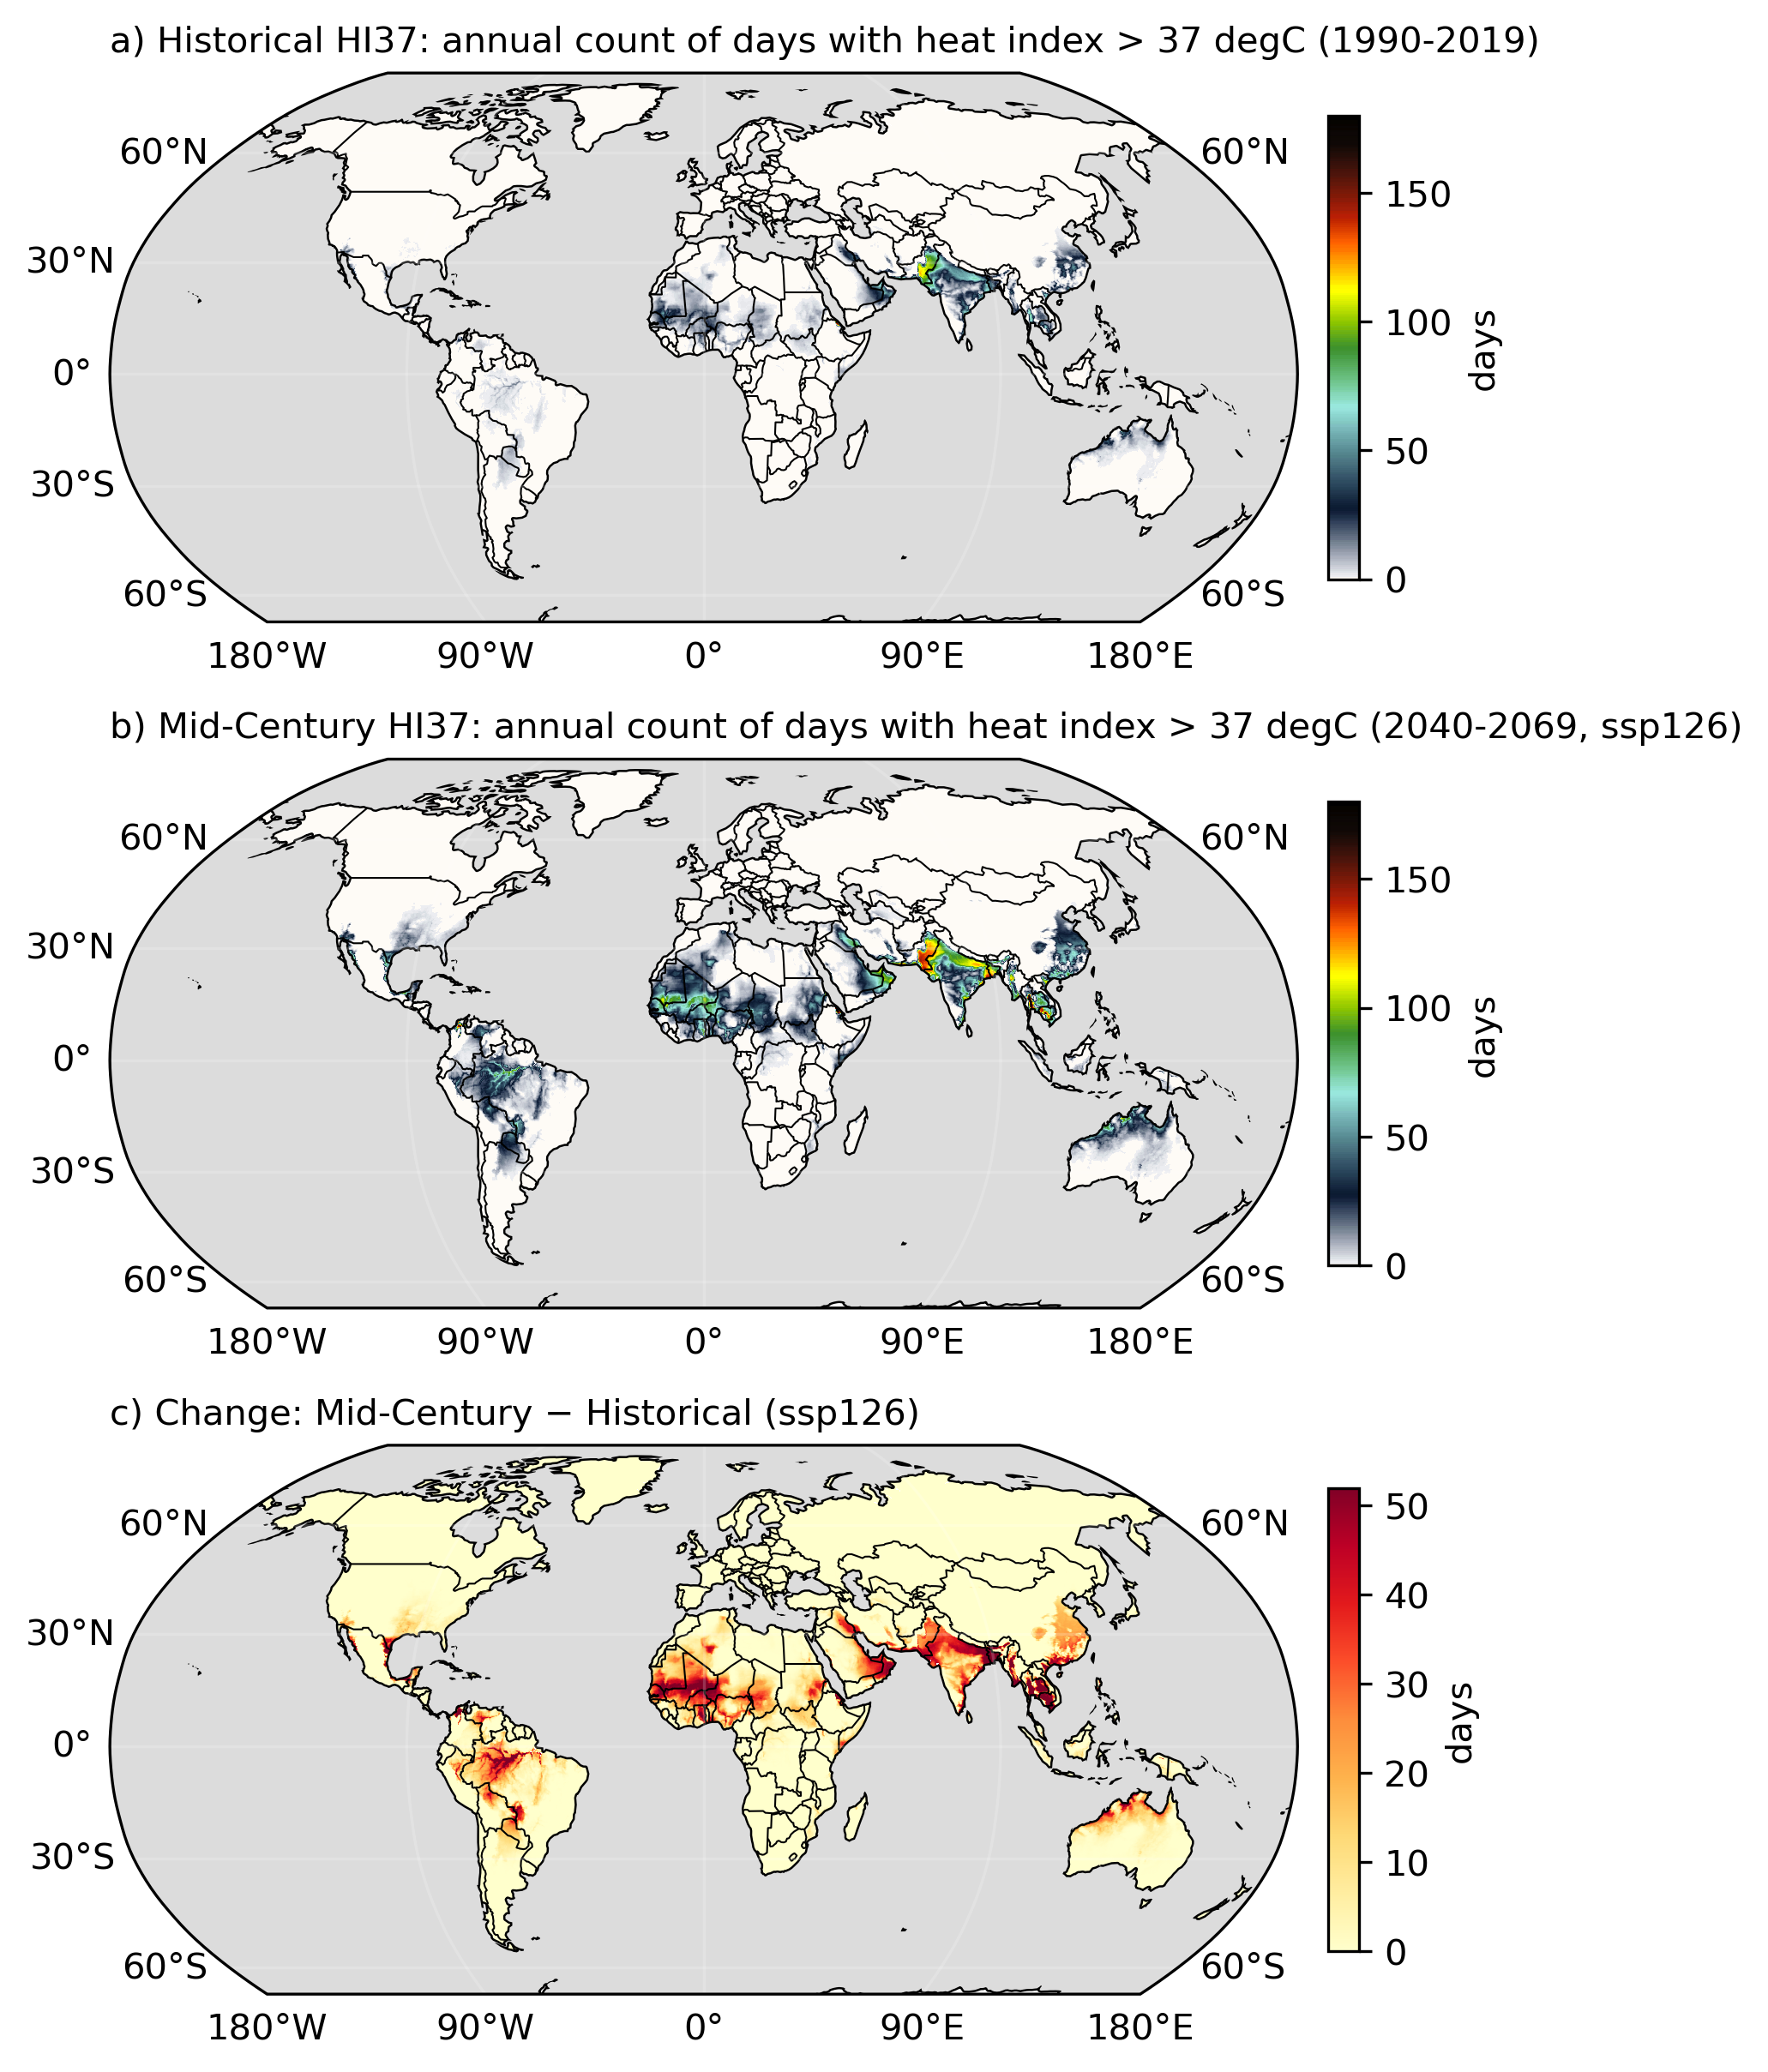 a) Historical HI37: annual count of days with heat index > 37 degC (1990-2019)
60°N
60°N
30°N
0°
30°S
60°S
60°S
180°W
90°W
0°
90°E
180°E
150
100
50
0
days
b) Mid-Century HI37: annual count of days with heat index > 37 degC (2040-2069, ssp126)
60°N
60°N
30°N
0°
30°S
60°S
60°S
180°W
90°W
0°
90°E
180°E
150
100
50
0
days
c) Change: Mid-Century − Historical (ssp126)
60°N
60°N
30°N
0°
30°S
60°S
60°S
180°W
90°W
0°
90°E
180°E
50
40
30
20
10
0
days